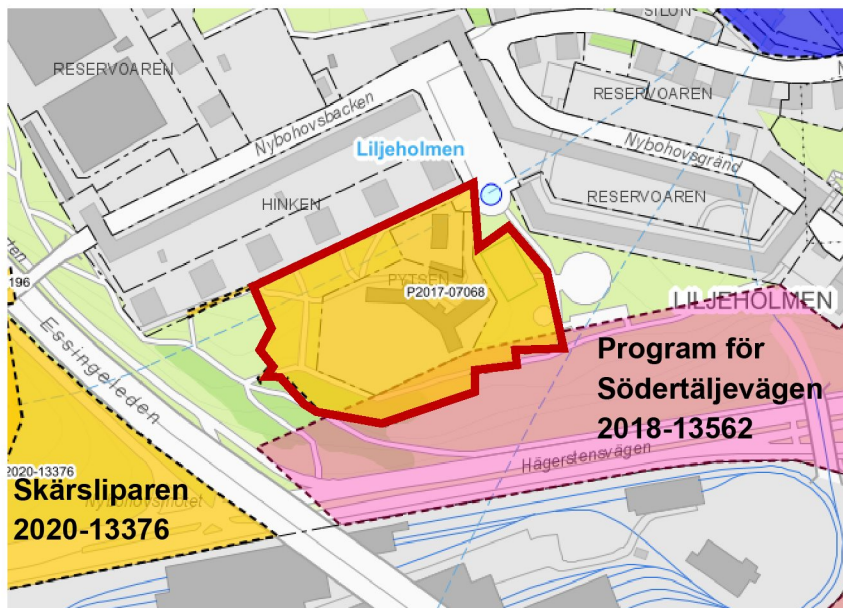 SILON
RESERVOAREN
RESERVOAREN
Nybohovsbacken
Liljeholmen
Nybohovsgränd
HINKEN
RESERVOAREN
196
PYTSEN
P2017-07068
LILJEHOLMEN
Essingeleden
Program för
Södertäljevägen
2018-13562
Hägerstensvägen
2020-13376
Skärsliparen
Nybohovsmotet
2020-13376